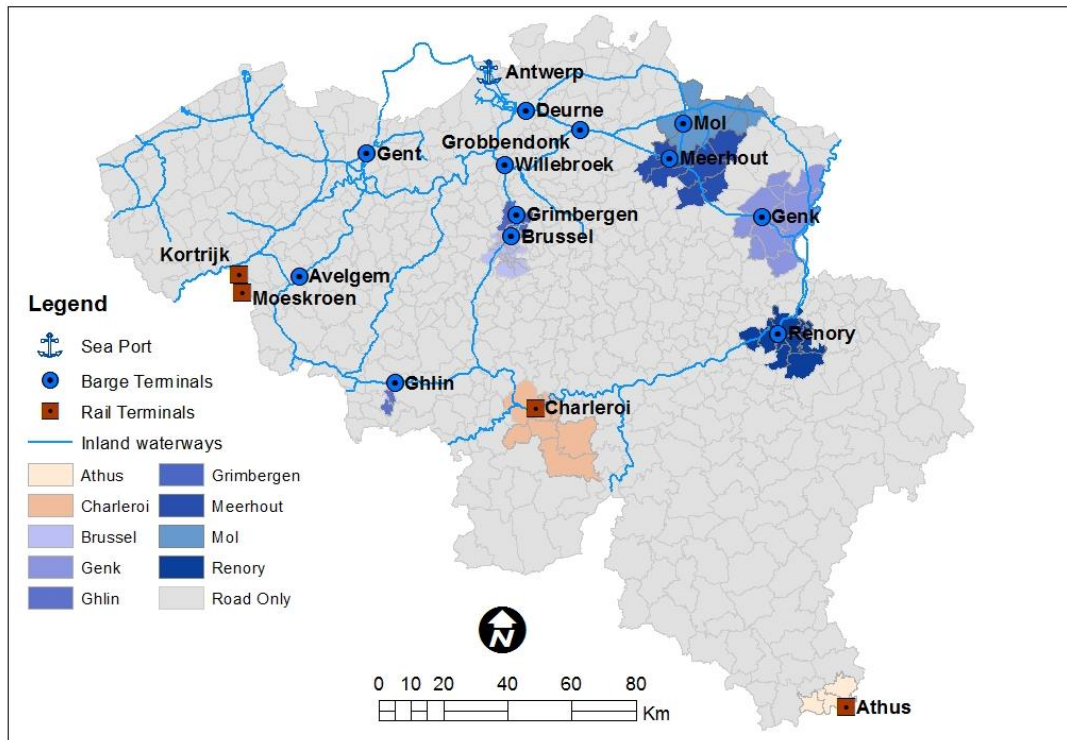 Antwerp
Deurne
Mol
Grobbendonk
Gent
Meerhout
Willebroek
Grimbergen
Genk
Brussel
Kortrijk
Avelgem
Moeskroen
Renory
Ghlin
Charleroi
Athus
Legend
Sea Port
Barge Terminals
Rail Terminals
Inland waterways
Athus
Charleroi
Brussel
Genk
Ghlin
Grimbergen
Meerhout
Mol
Renory
Road Only
N
0 10 20 40 60 80
Km